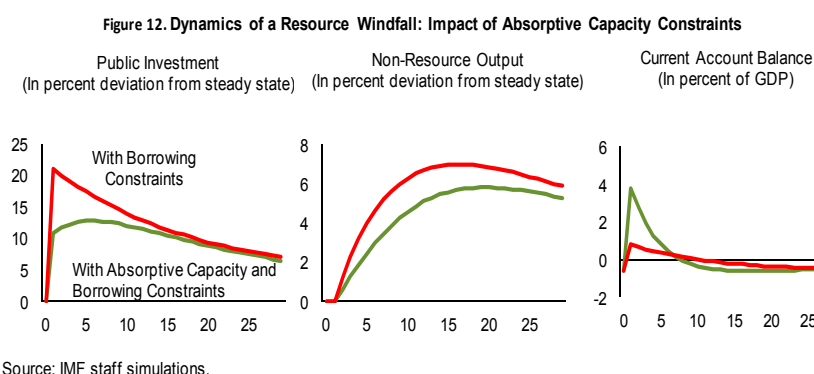 Figure 12. Dynamics of a Resource Windfall: Impact of Absorptive Capacity Constraints
Public Investment
(In percent deviation from steady state)
25
20
15
10
5
0
With Borrowing
Constraints
With Absorptive Capacity and
Borrowing Constraints
0 5 10 15 20 25
Non-Resource Output
(In percent deviation from steady state)
8
6
4
2
0
0 5 10 15 20 25
Current Account Balance
(In percent of GDP)
6
4
2
0
-2
0 5 10 15 20 25
Source: IMF staff simulations.